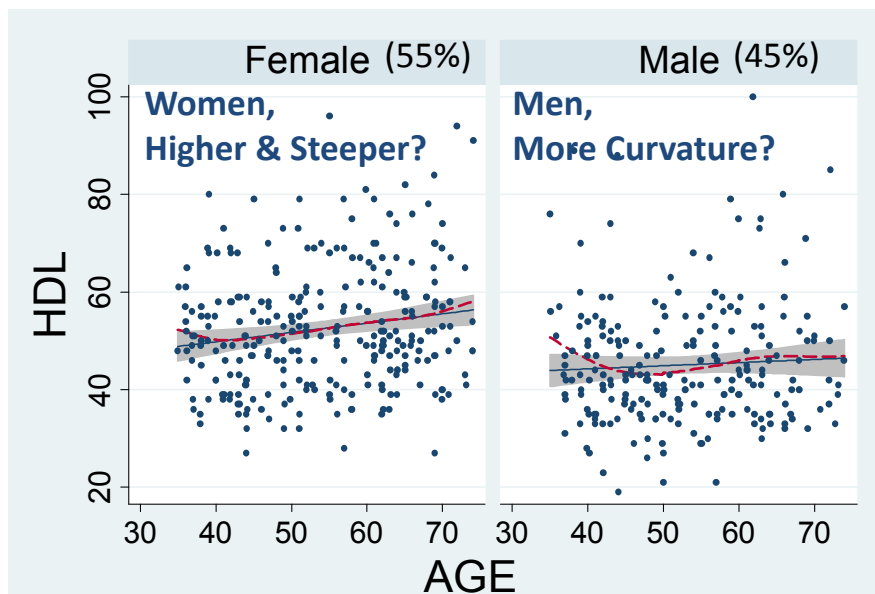 Female (55%)
Male (45%)
Women,
Higher & Steeper?
Men,
More Curvature?
HDL
100
80
60
40
20
30 40 50 60 70
30 40 50 60 70
AGE